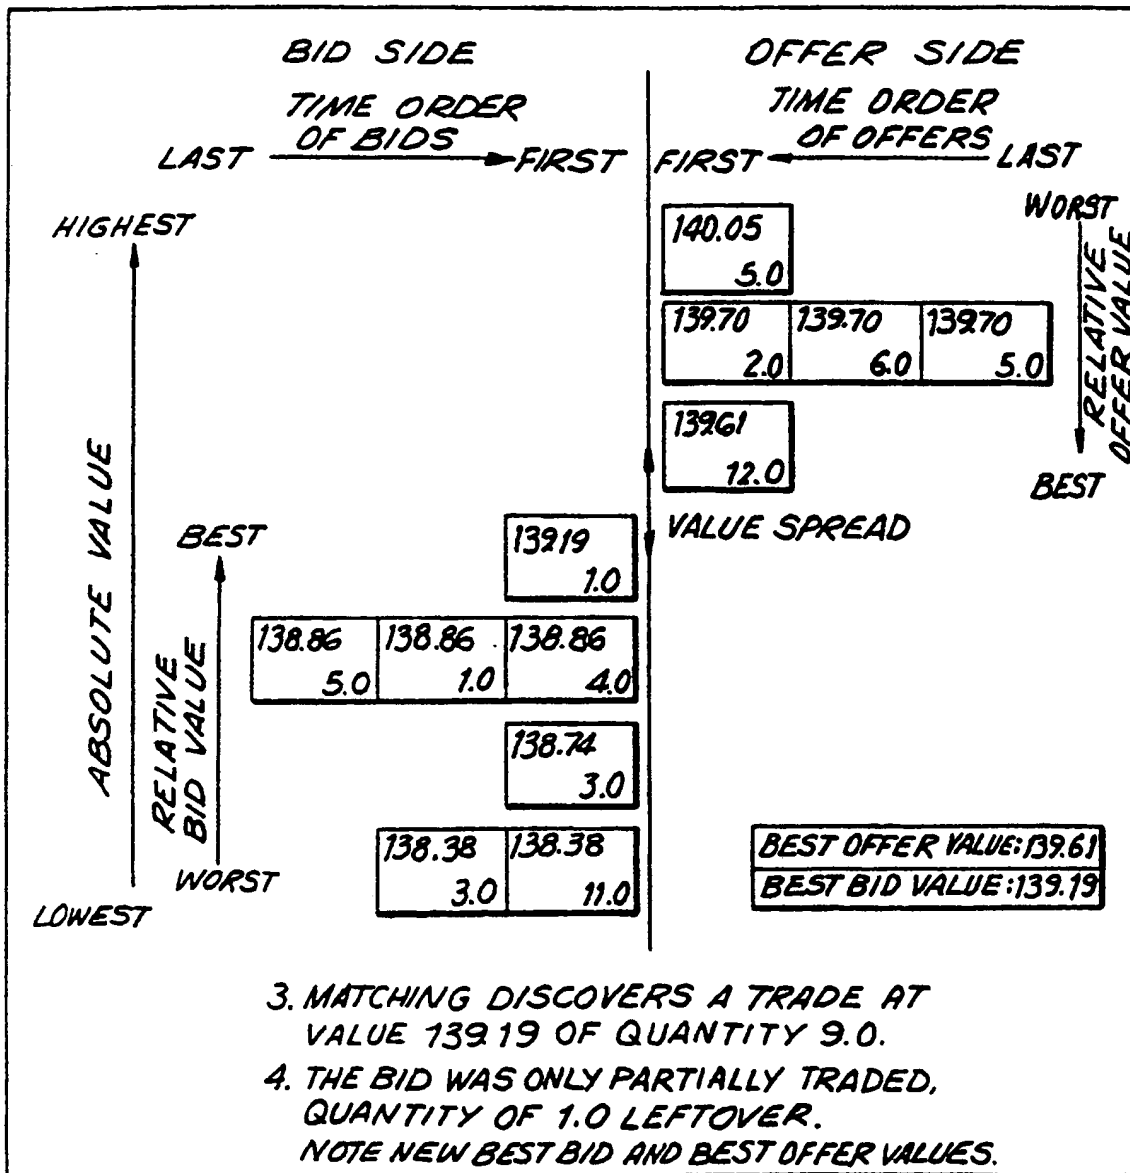 BID SIDE
OFFER SIDE
TIME ORDER
OF BIDS
TIME ORDER
OF OFFERS
LAST
FIRST
FIRST
LAST
HIGHEST
WORST
140.05
5.0
139.70
2.0
139.70
6.0
139.70
5.0
RELATIVE
OFFER VALUE
139.61
12.0
BEST
VALUE SPREAD
ABSOLUTE VALUE
BEST
139.19
1.0
138.86
5.0
138.86
1.0
138.86
4.0
RELATIVE
BID VALUE
138.74
3.0
138.38
3.0
138.38
11.0
WORST
LOWEST
BEST OFFER VALUE:139.61
BEST BID VALUE:139.19
3. MATCHING DISCOVERS A TRADE AT
VALUE 139.19 OF QUANTITY 9.0.
4. THE BID WAS ONLY PARTIALLY TRADED,
QUANTITY OF 1.0 LEFTOVER.
NOTE NEW BEST BID AND BEST OFFER VALUES.